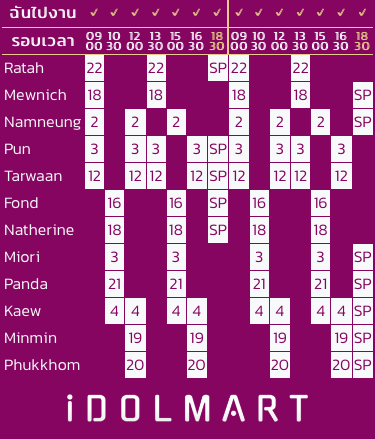 ฉันไปงาน ✓ ✓ ✓ ✓ ✓ ✓ ✓ ✓ ✓ ✓ ✓ ✓ ✓ ✓
รอบเวลา 09 10 12 13 15 16 18 09 10 12 13 15 16 18
00 30 00 30 00 30 30 00 30 00 30 00 30 30
Ratah 22 22 SP 22 22
Mewnich 18 18 18 18 SP
Namneung 2 2 2 2 2 2 SP
Pun 3 3 3 3 SP 3 3 3 3
Tarwaan 12 12 12 12 SP 12 12 12 12
Fond 16 16 SP 16 16
Natherine 18 18 SP 18 18
Miori 3 3 3 3 SP
Panda 21 21 21 21 SP
Kaew 4 4 4 4 4 4 4 4 SP
Minmin 19 19 19 19 SP
Phukkhom 20 20 20 20 SP
iDOLMART